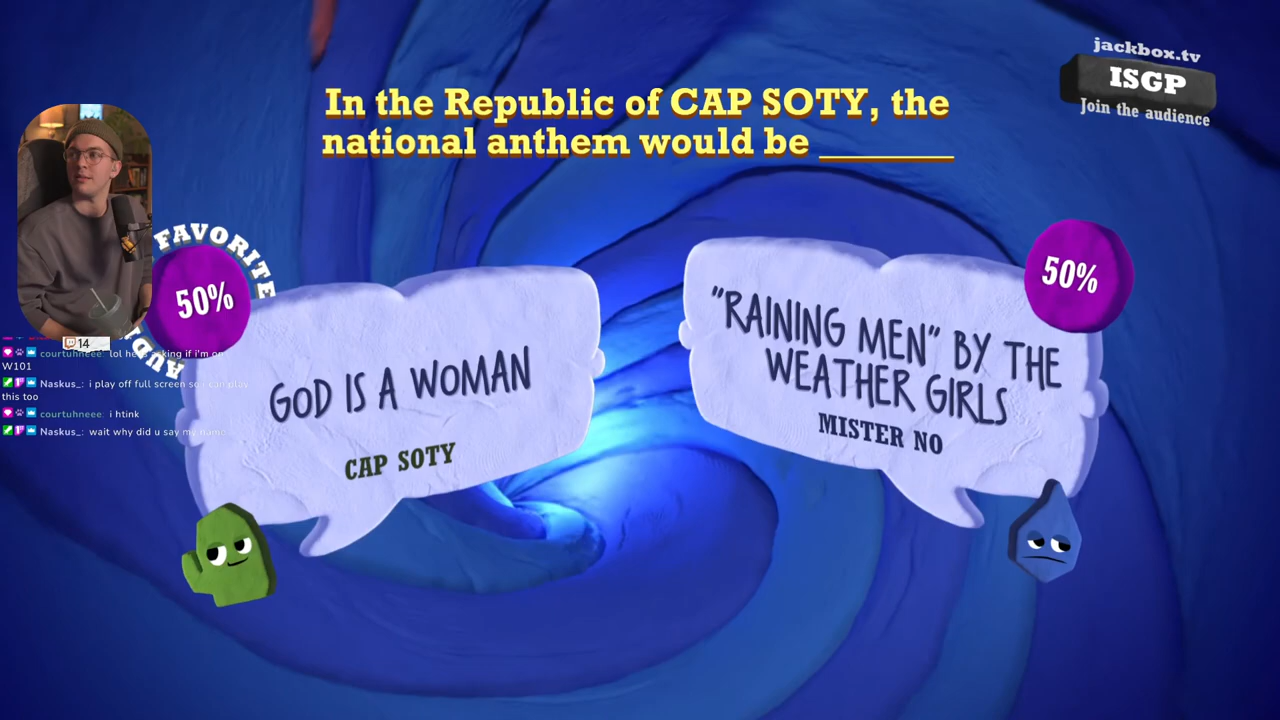 jackbox.tv
ISGP
Join the audience
In the Republic of CAP SOTY, the
national anthem would be ________
FAVORITE
50%
AUDI
GOD IS A WOMAN
CAP SOTY
50%
"RAINING MEN" BY THE
WEATHER GIRLS
MISTER NO
14
courtuhneee: lol he asking if i'm on
W101
Naskus_: i play off full screen so i can play
this too
courtuhneee: i htink
Naskus_: wait why did u say my name